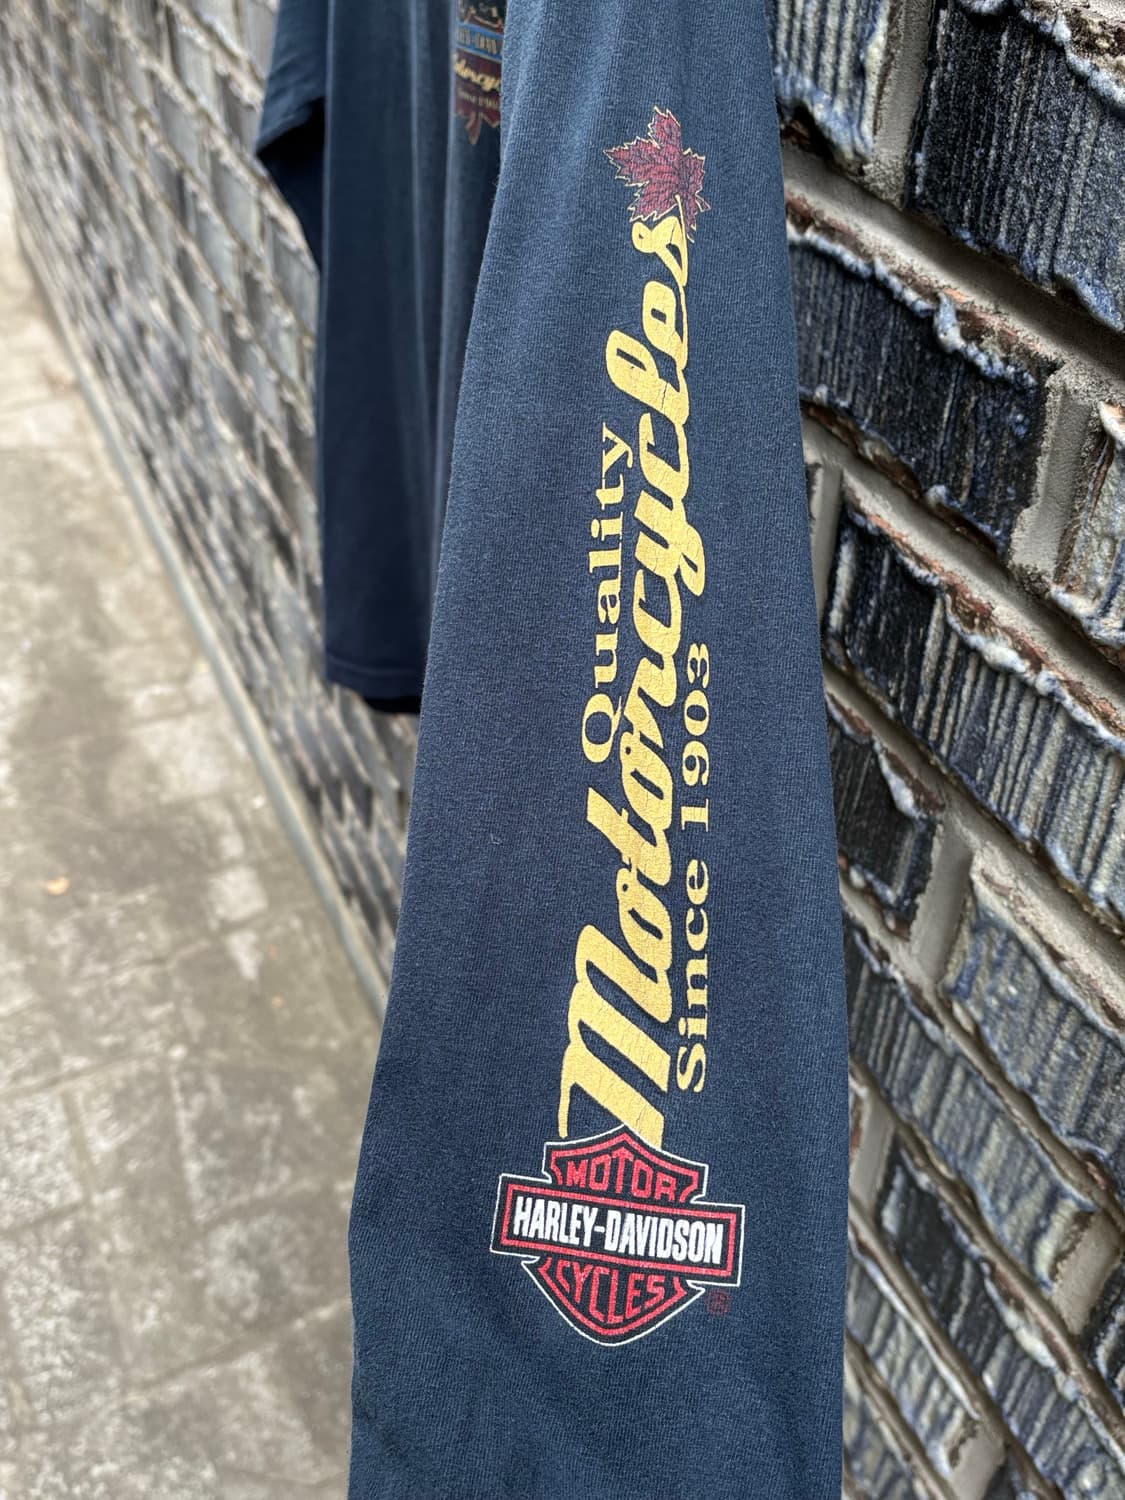 Quality
Motorcycles
Since 1903
MOTOR
HARLEY-DAVIDSON
CYCLES